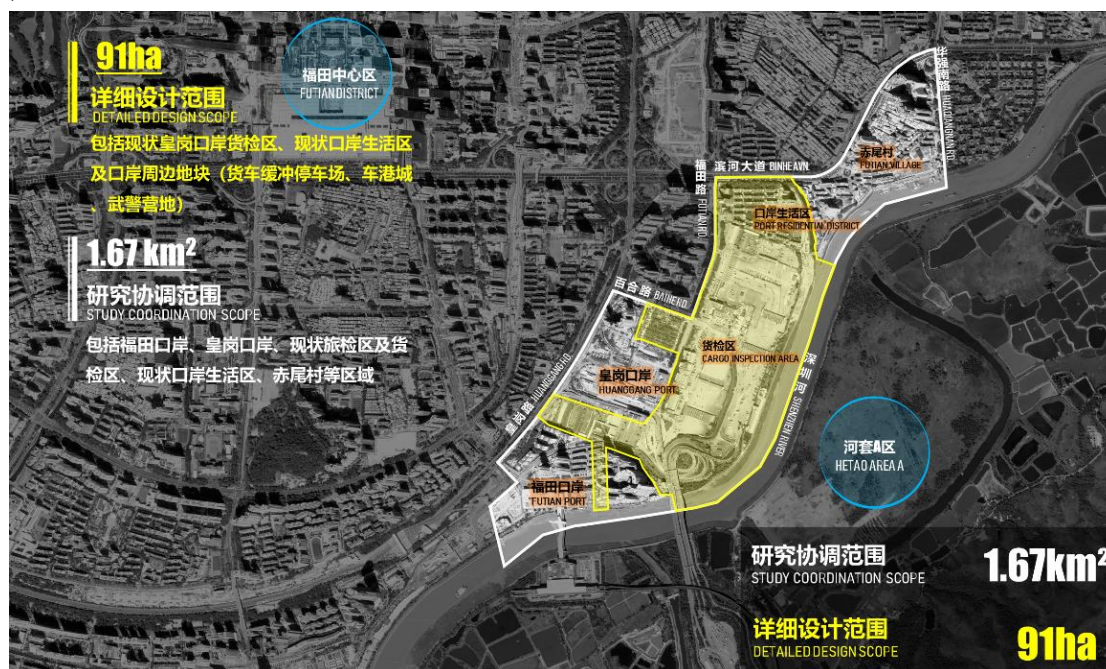 91ha
详细设计范围
DETAILED DESIGN SCOPE
包括现状皇岗口岸货检区、现状口岸生活区
及口岸周边地块（货车缓冲停车场、车港城
、武警营地）
1.67 km²
研究协调范围
STUDY COORDINATION SCOPE
包括福田口岸、皇岗口岸、现状旅检区及货
检区、现状口岸生活区、赤尾村等区域
福田中心区
FUTIAN DISTRICT
华强南路 HUAQIANGNAN RD.
赤尾村
FUTIAN VILLAGE
滨河大道 BINHE AVN.
福田路 FUTIAN RD.
口岸生活区
PORT RESIDENTIAL DISTRICT
百合路 BAIHE RD.
货检区
CARGO INSPECTION AREA
皇岗口岸
HUANGGANG PORT
皇岗路 HUANGGANG RD.
深圳河 SHENZHEN RIVER
福田口岸
FUTIAN PORT
河套A区
HETAO AREA A
研究协调范围
STUDY COORDINATION SCOPE
1.67km²
详细设计范围
DETAILED DESIGN SCOPE
91ha